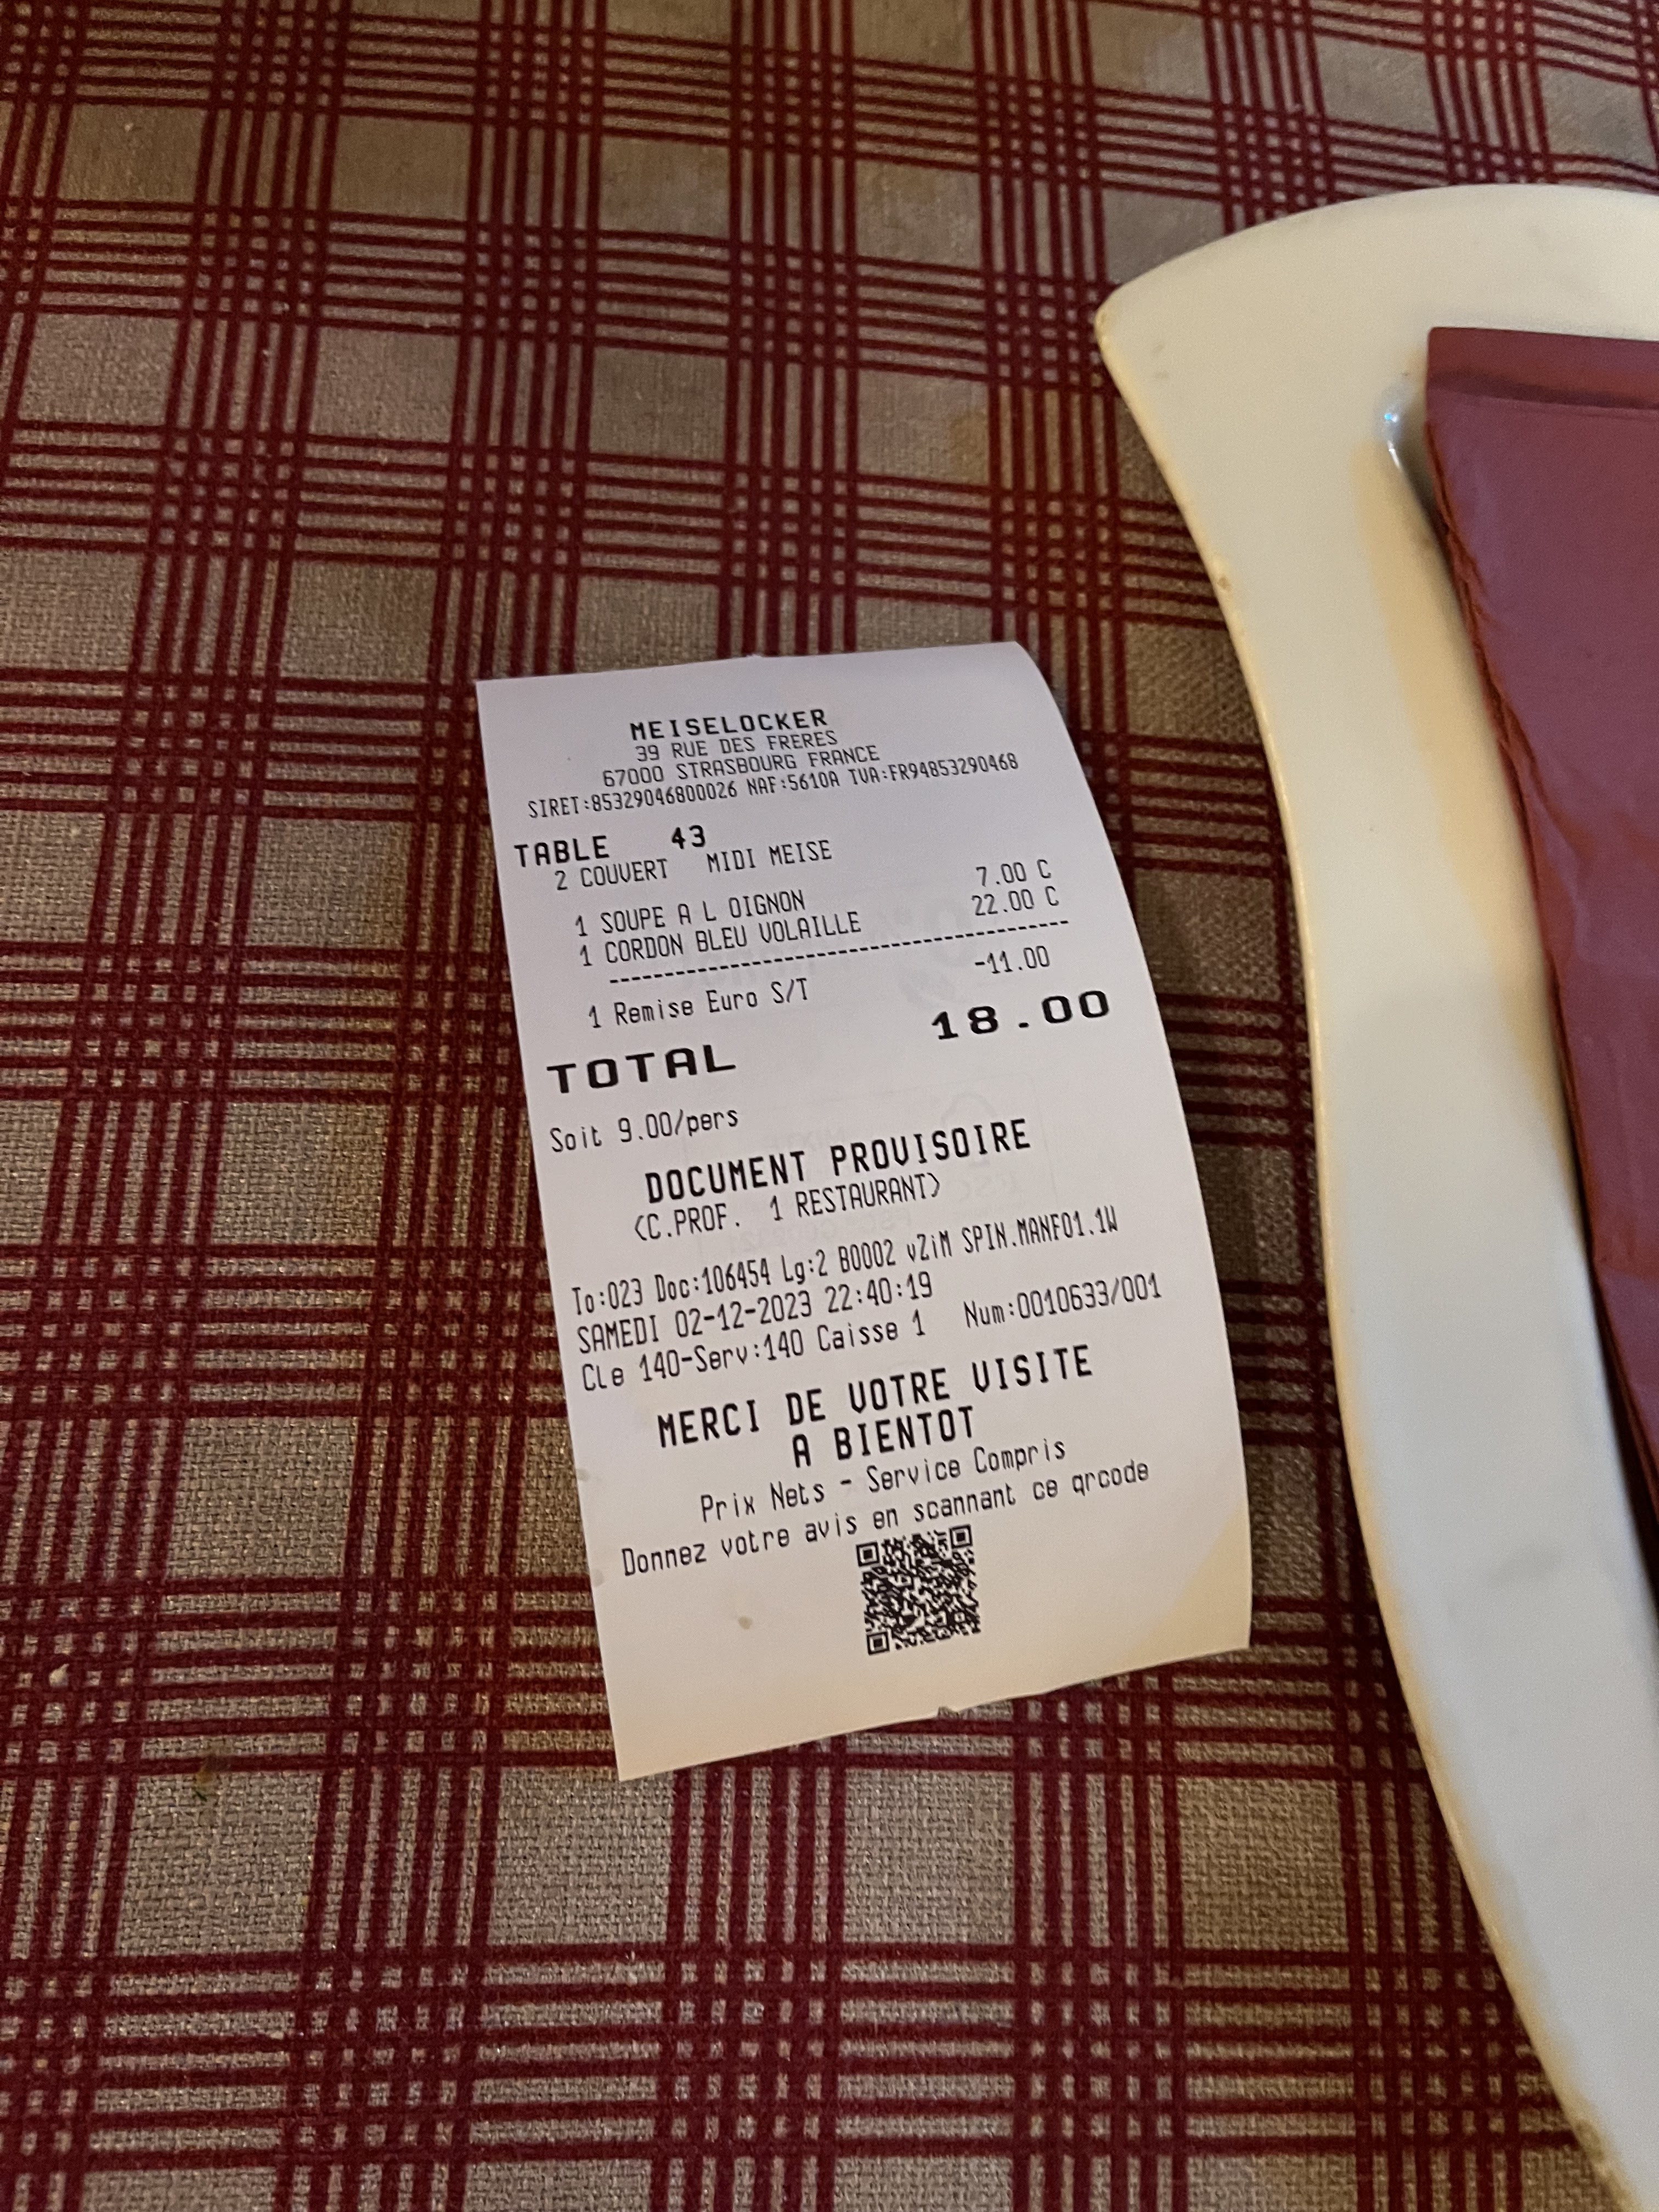 MEISELOCKER
39 RUE DES FRERES
67000 STRASBOURG FRANCE
SIRET:85329046800026 NAF:5610A TVA:FR94853290468
TABLE 43
2 COUVERT MIDI MEISE
1 SOUPE A L OIGNON 7.00 C
1 CORDON BLEU VOLAILLE 22.00 C
--------------------------------
1 Remise Euro S/T -11.00
TOTAL 18.00
Soit 9.00/pers
DOCUMENT PROVISOIRE
(C.PROF. 1 RESTAURANT)
To:023 Doc:106454 Lg:2 B0002 vZiM SPIN.MANF01.1W
SAMEDI 02-12-2023 22:40:19
Cle 140-Serv:140 Caisse 1 Num:0010633/001
MERCI DE VOTRE VISITE
A BIENTOT
Prix Nets - Service Compris
Donnez votre avis en scannant ce qrcode